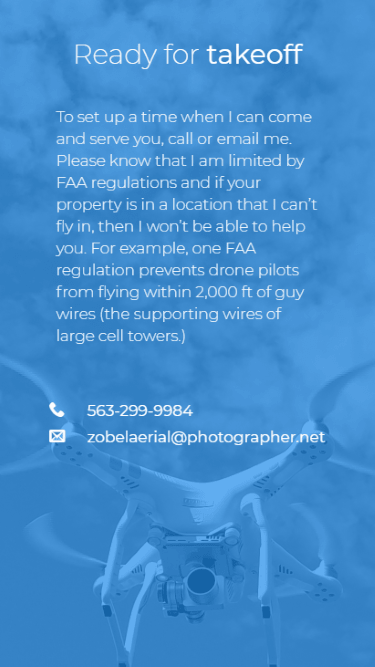 Ready for takeoff
To set up a time when I can come
and serve you, call or email me.
Please know that I am limited by
FAA regulations and if your
property is in a location that I can't
fly in, then I won't be able to help
you. For example, one FAA
regulation prevents drone pilots
from flying within 2,000 ft of guy
wires (the supporting wires of
large cell towers.)
563-299-9984
zobelaerial@photographer.net